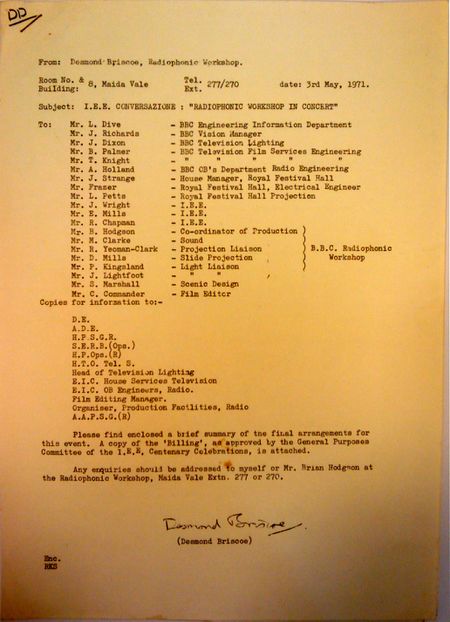 DD
From: Desmond Briscoe, Radiophonic Workshop.
Room No. & Building: 8, Maida Vale Tel. Ext. 277/270 date: 3rd May, 1971.
Subject: I.E.E. CONVERSAZIONE : "RADIOPHONIC WORKSHOP IN CONCERT"
To: Mr. L. Dive - BBC Engineering Information Department
Mr. J. Richards - BBC Vision Manager
Mr. J. Dixon - BBC Television Lighting
Mr. B. Palmer - BBC Television Film Services Engineering
Mr. T. Knight - " " " " "
Mr. A. Holland - BBC OB's Department Radio Engineering
Mr. J. Strange - House Manager, Royal Festival Hall
Mr. Frazer - Royal Festival Hall, Electrical Engineer
Mr. L. Petts - Royal Festival Hall Projection
Mr. J. Wright - I.E.E.
Mr. E. Mills - I.E.E.
Mr. R. Chapman - I.E.E.
Mr. B. Hodgson - Co-ordinator of Production )
Mr. M. Clarke - Sound
Mr. R. Yeoman-Clark - Projection Liaison ) B.B.C. Radiophonic
Mr. D. Mills - Slide Projection ) Workshop
Mr. P. Kingsland - Light Liaison )
Mr. J. Lightfoot - " "
Mr. S. Marshall - Scenic Design
Mr. C. Commander - Film Editor
Copies for information to:-
D.E.
A.D.E.
H.P.S.G.R.
S.E.R.B.(Ops.)
H.P.Ops.(R)
H.T.O. Tel. S.
Head of Television Lighting
E.I.C. House Services Television
E.I.C. OB Engineers, Radio.
Film Editing Manager.
Organiser, Production Facilities, Radio
A.A.P.S.G.(R)
Please find enclosed a brief summary of the final arrangements for
this event. A copy of the 'Billing', as approved by the General Purposes
Committee of the I.E.E. Centenary Celebrations, is attached.
Any enquiries should be addressed to myself or Mr. Brian Hodgson at
the Radiophonic Workshop, Maida Vale Extn. 277 or 270.
Desmond Briscoe.
(Desmond Briscoe)
Enc.
RKS